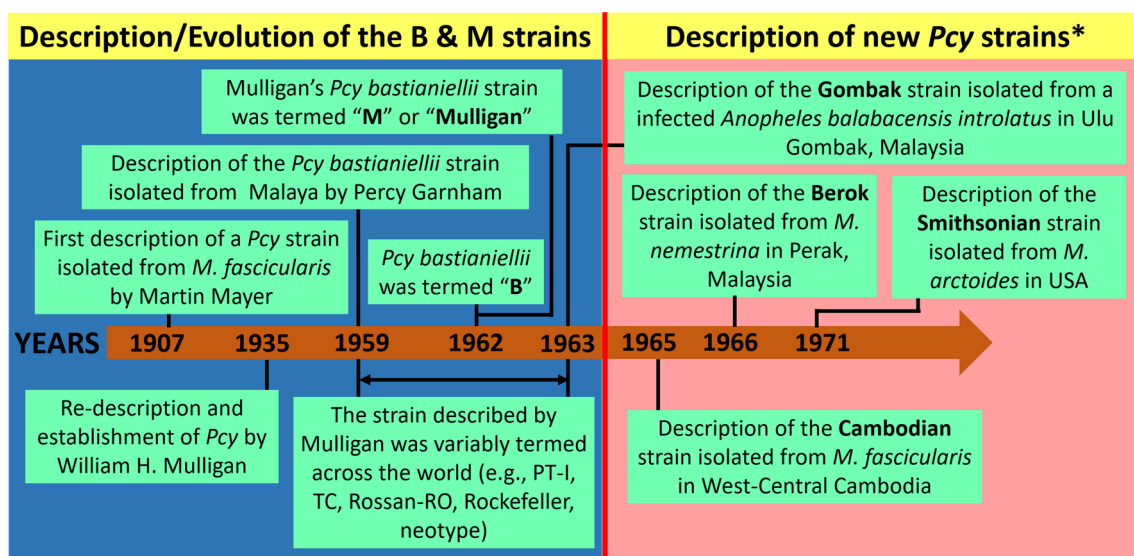 Description/Evolution of the B & M strains
Description of new Pcy strains*
Mulligan's Pcy bastianiellii strain
was termed "M" or "Mulligan"
Description of the Pcy bastianiellii strain
isolated from Malaya by Percy Garnham
First description of a Pcy strain
isolated from M. fascicularis
by Martin Mayer
Pcy bastianiellii
was termed "B"
Description of the Gombak strain isolated from a
infected Anopheles balabacensis introlatus in Ulu
Gombak, Malaysia
Description of the Berok
strain isolated from M.
nemestrina in Perak,
Malaysia
Description of the
Smithsonian strain
isolated from M.
arctoides in USA
YEARS 1907 1935 1959 1962 1963 1965 1966 1971
Re-description and
establishment of Pcy by
William H. Mulligan
The strain described by
Mulligan was variably termed
across the world (e.g., PT-I,
TC, Rossan-RO, Rockefeller,
neotype)
Description of the Cambodian
strain isolated from M. fascicularis
in West-Central Cambodia